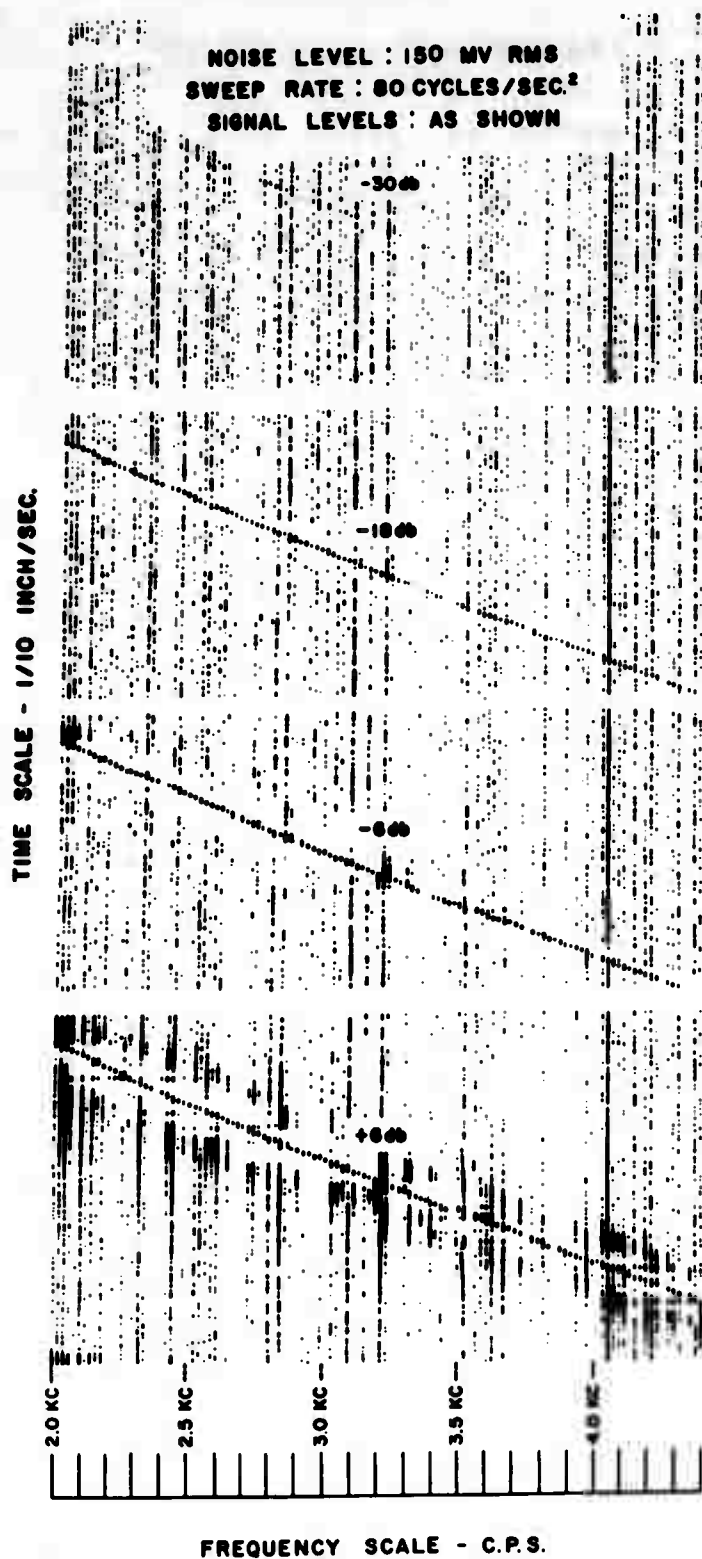 NOISE LEVEL : 150 MV RMS
SWEEP RATE : 80 CYCLES/SEC.²
SIGNAL LEVELS : AS SHOWN
-30db
-18db
-6db
+6db
TIME SCALE - 1/10 INCH/SEC.
2.0 KC
2.5 KC
3.0 KC
3.5 KC
4.0 KC
FREQUENCY SCALE - C.P.S.